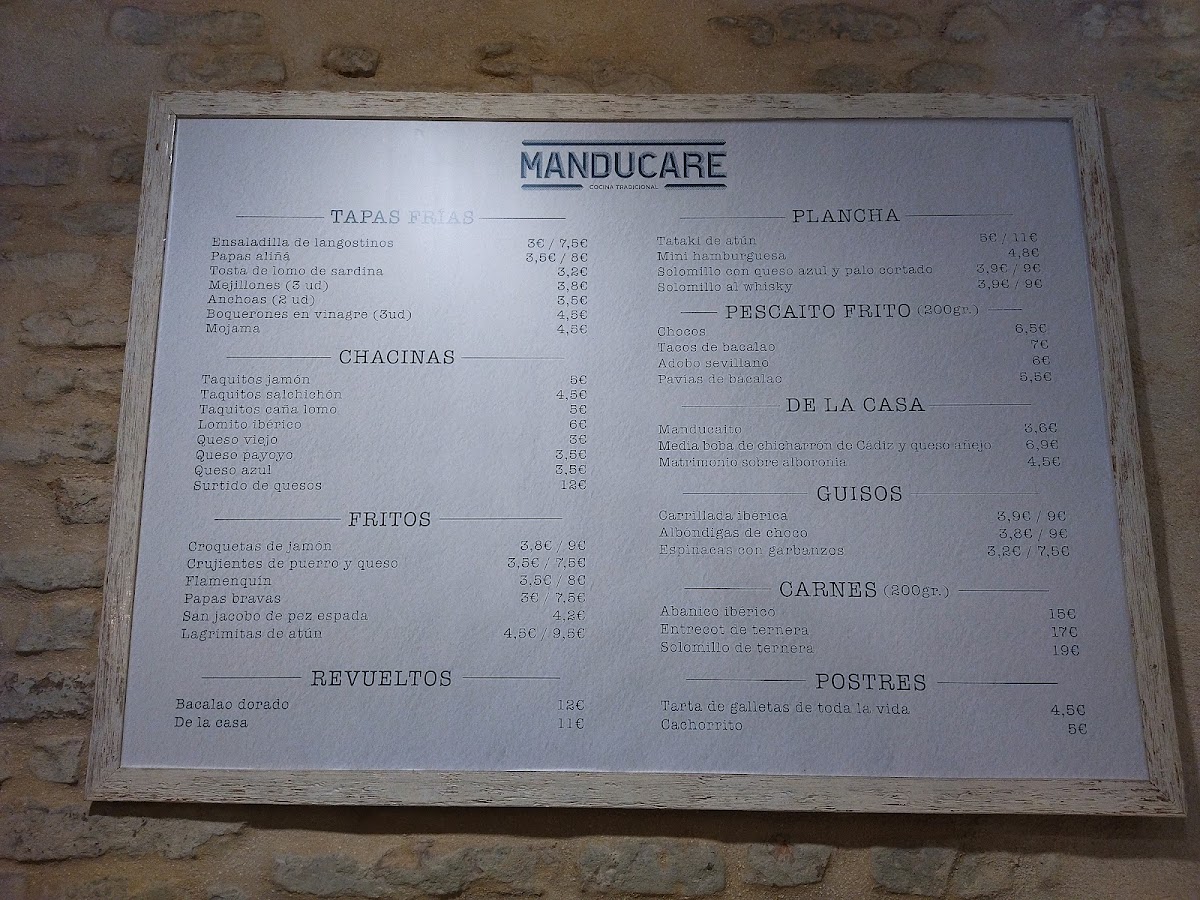 MANDUCARE
COCINA TRADICIONAL
TAPAS FRÍAS
Ensaladilla de langostinos 3€ / 7,5€
Papas aliñá 3,5€ / 8€
Tosta de lomo de sardina 3,2€
Mejillones (3 ud) 3,8€
Anchoas (2 ud) 3,5€
Boquerones en vinagre (3ud) 4,5€
Mojama 4,5€
CHACINAS
Taquitos jamón 5€
Taquitos salchichón 4,5€
Taquitos caña lomo 5€
Lomito ibérico 6€
Queso viejo 3€
Queso payoyo 3,5€
Queso azul 3,5€
Surtido de quesos 12€
FRITOS
Croquetas de jamón 3,8€ / 9€
Crujientes de puerro y queso 3,5€ / 7,5€
Flamenquín 3,5€ / 8€
Papas bravas 3€ / 7,5€
San jacobo de pez espada 4,2€
Lagrimitas de atún 4,5€ / 9,5€
REVUELTOS
Bacalao dorado 12€
De la casa 11€
PLANCHA
Tataki de atún 5€ / 11€
Mini hamburguesa 4,8€
Solomillo con queso azul y palo cortado 3,9€ / 9€
Solomillo al whisky 3,9€ / 9€
PESCAITO FRITO (200gr.)
Chocos 6,5€
Tacos de bacalao 7€
Adobo sevillano 6€
Pavías de bacalao 5,5€
DE LA CASA
Manducaito 3,6€
Media boba de chicharrón de Cádiz y queso añejo 6,9€
Matrimonio sobre alboronía 4,5€
GUISOS
Carrillada ibérica 3,9€ / 9€
Albóndigas de choco 3,8€ / 9€
Espinacas con garbanzos 3,2€ / 7,5€
CARNES (200gr.)
Abanico ibérico 15€
Entrecot de ternera 17€
Solomillo de ternera 19€
POSTRES
Tarta de galletas de toda la vida 4,5€
Cachorrito 5€